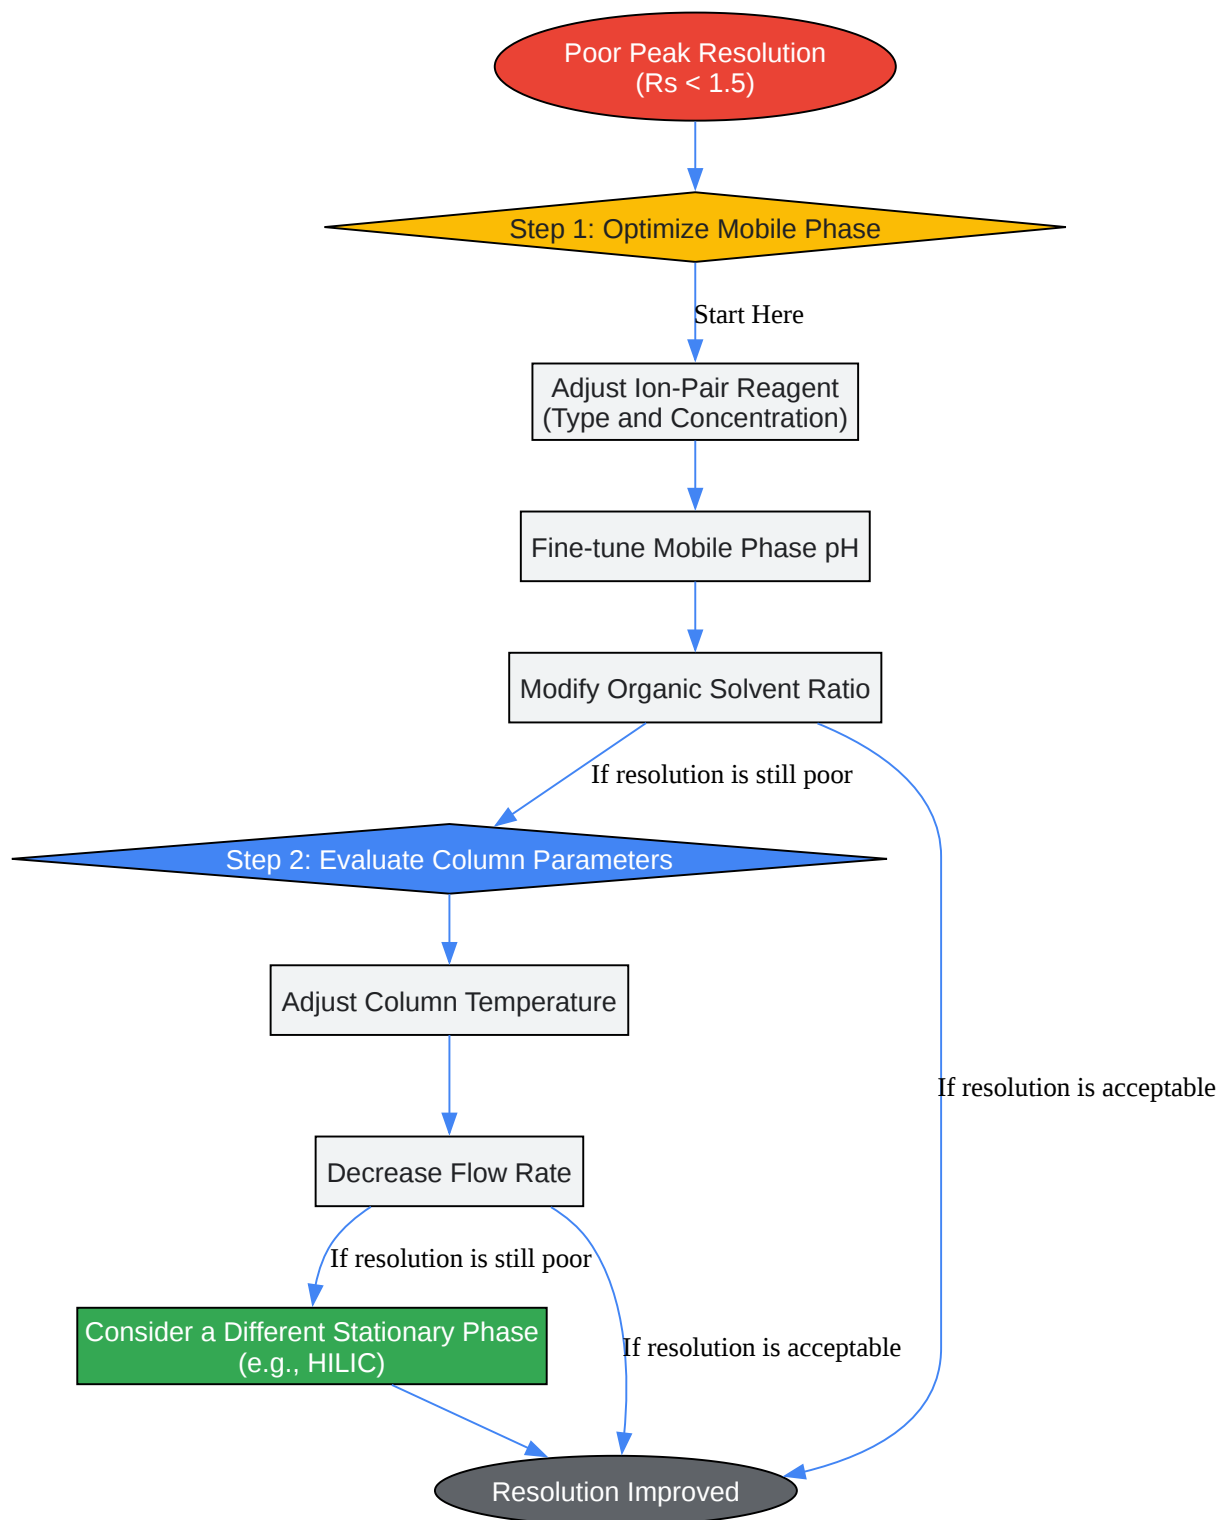 Poor Peak Resolution
(Rs < 1.5)
Step 1: Optimize Mobile Phase
Start Here
Adjust Ion-Pair Reagent
(Type and Concentration)
Fine-tune Mobile Phase pH
Modify Organic Solvent Ratio
If resolution is still poor
Step 2: Evaluate Column Parameters
Adjust Column Temperature
If resolution is acceptable
Decrease Flow Rate
If resolution is still poor
Consider a Different Stationary Phase
(e.g., HILIC)
If resolution is acceptable
Resolution Improved